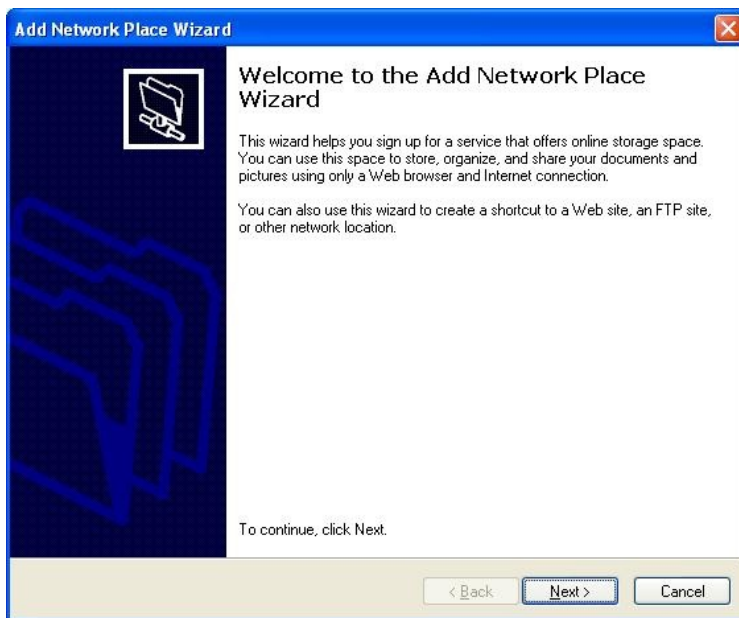 Add Network Place Wizard
Welcome to the Add Network Place
Wizard
This wizard helps you sign up for a service that offers online storage space.
You can use this space to store, organize, and share your documents and
pictures using only a Web browser and Internet connection.
You can also use this wizard to create a shortcut to a Web site, an FTP site,
or other network location.
To continue, click Next.
< Back Next > Cancel